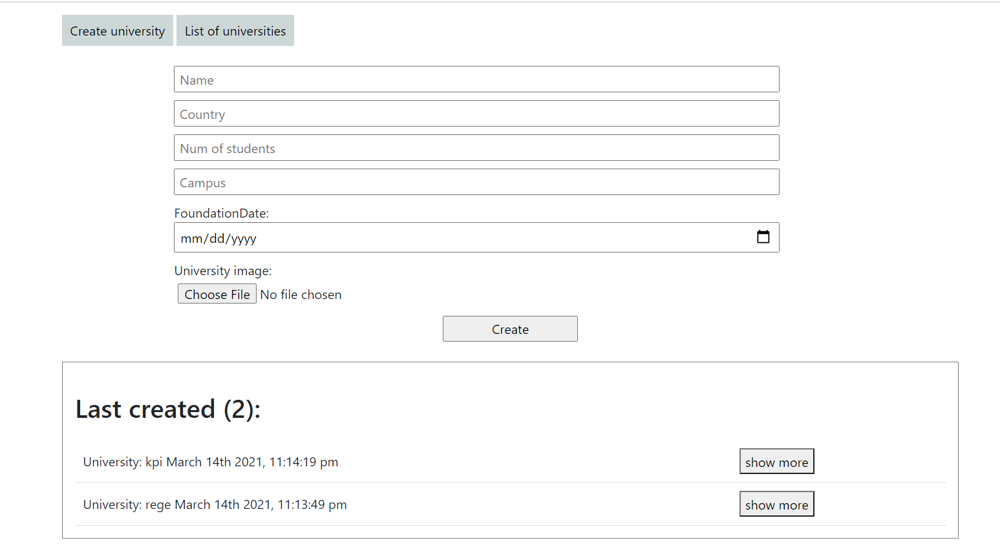 Create university List of universities
Name
Country
Num of students
Campus
FoundationDate:
mm/dd/yyyy
University image:
Choose File No file chosen
Create
Last created (2):
University: kpi March 14th 2021, 11:14:19 pm show more
University: rege March 14th 2021, 11:13:49 pm show more